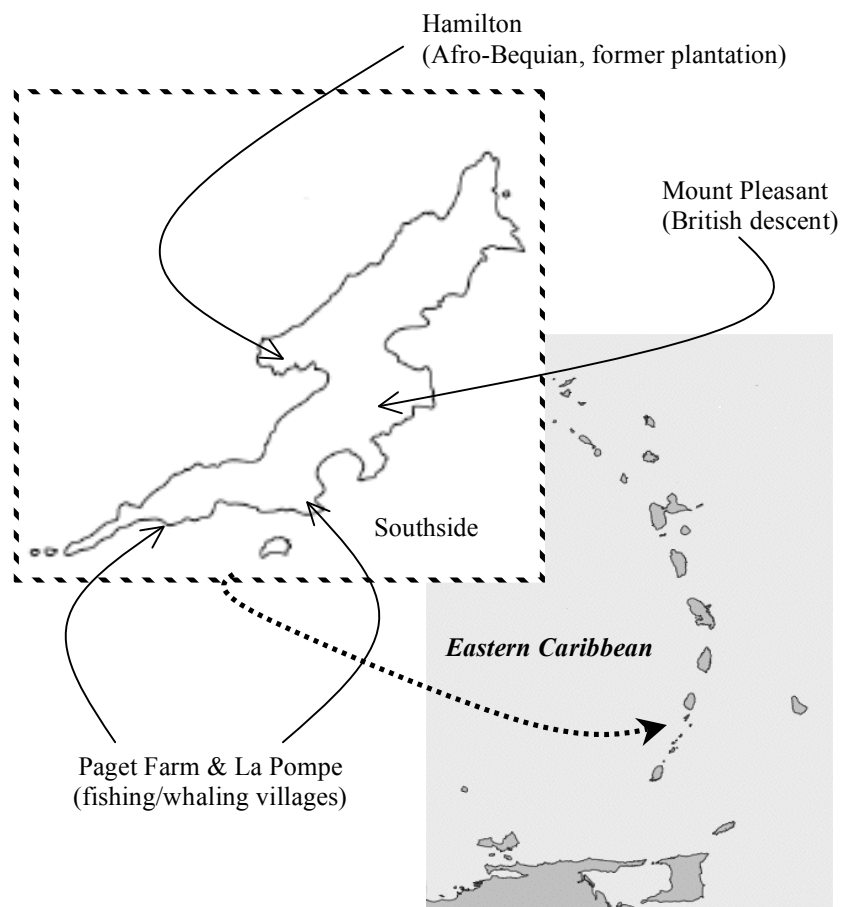 Hamilton
(Afro-Bequian, former plantation)
Mount Pleasant
(British descent)
Southside
Eastern Caribbean
Paget Farm & La Pompe
(fishing/whaling villages)